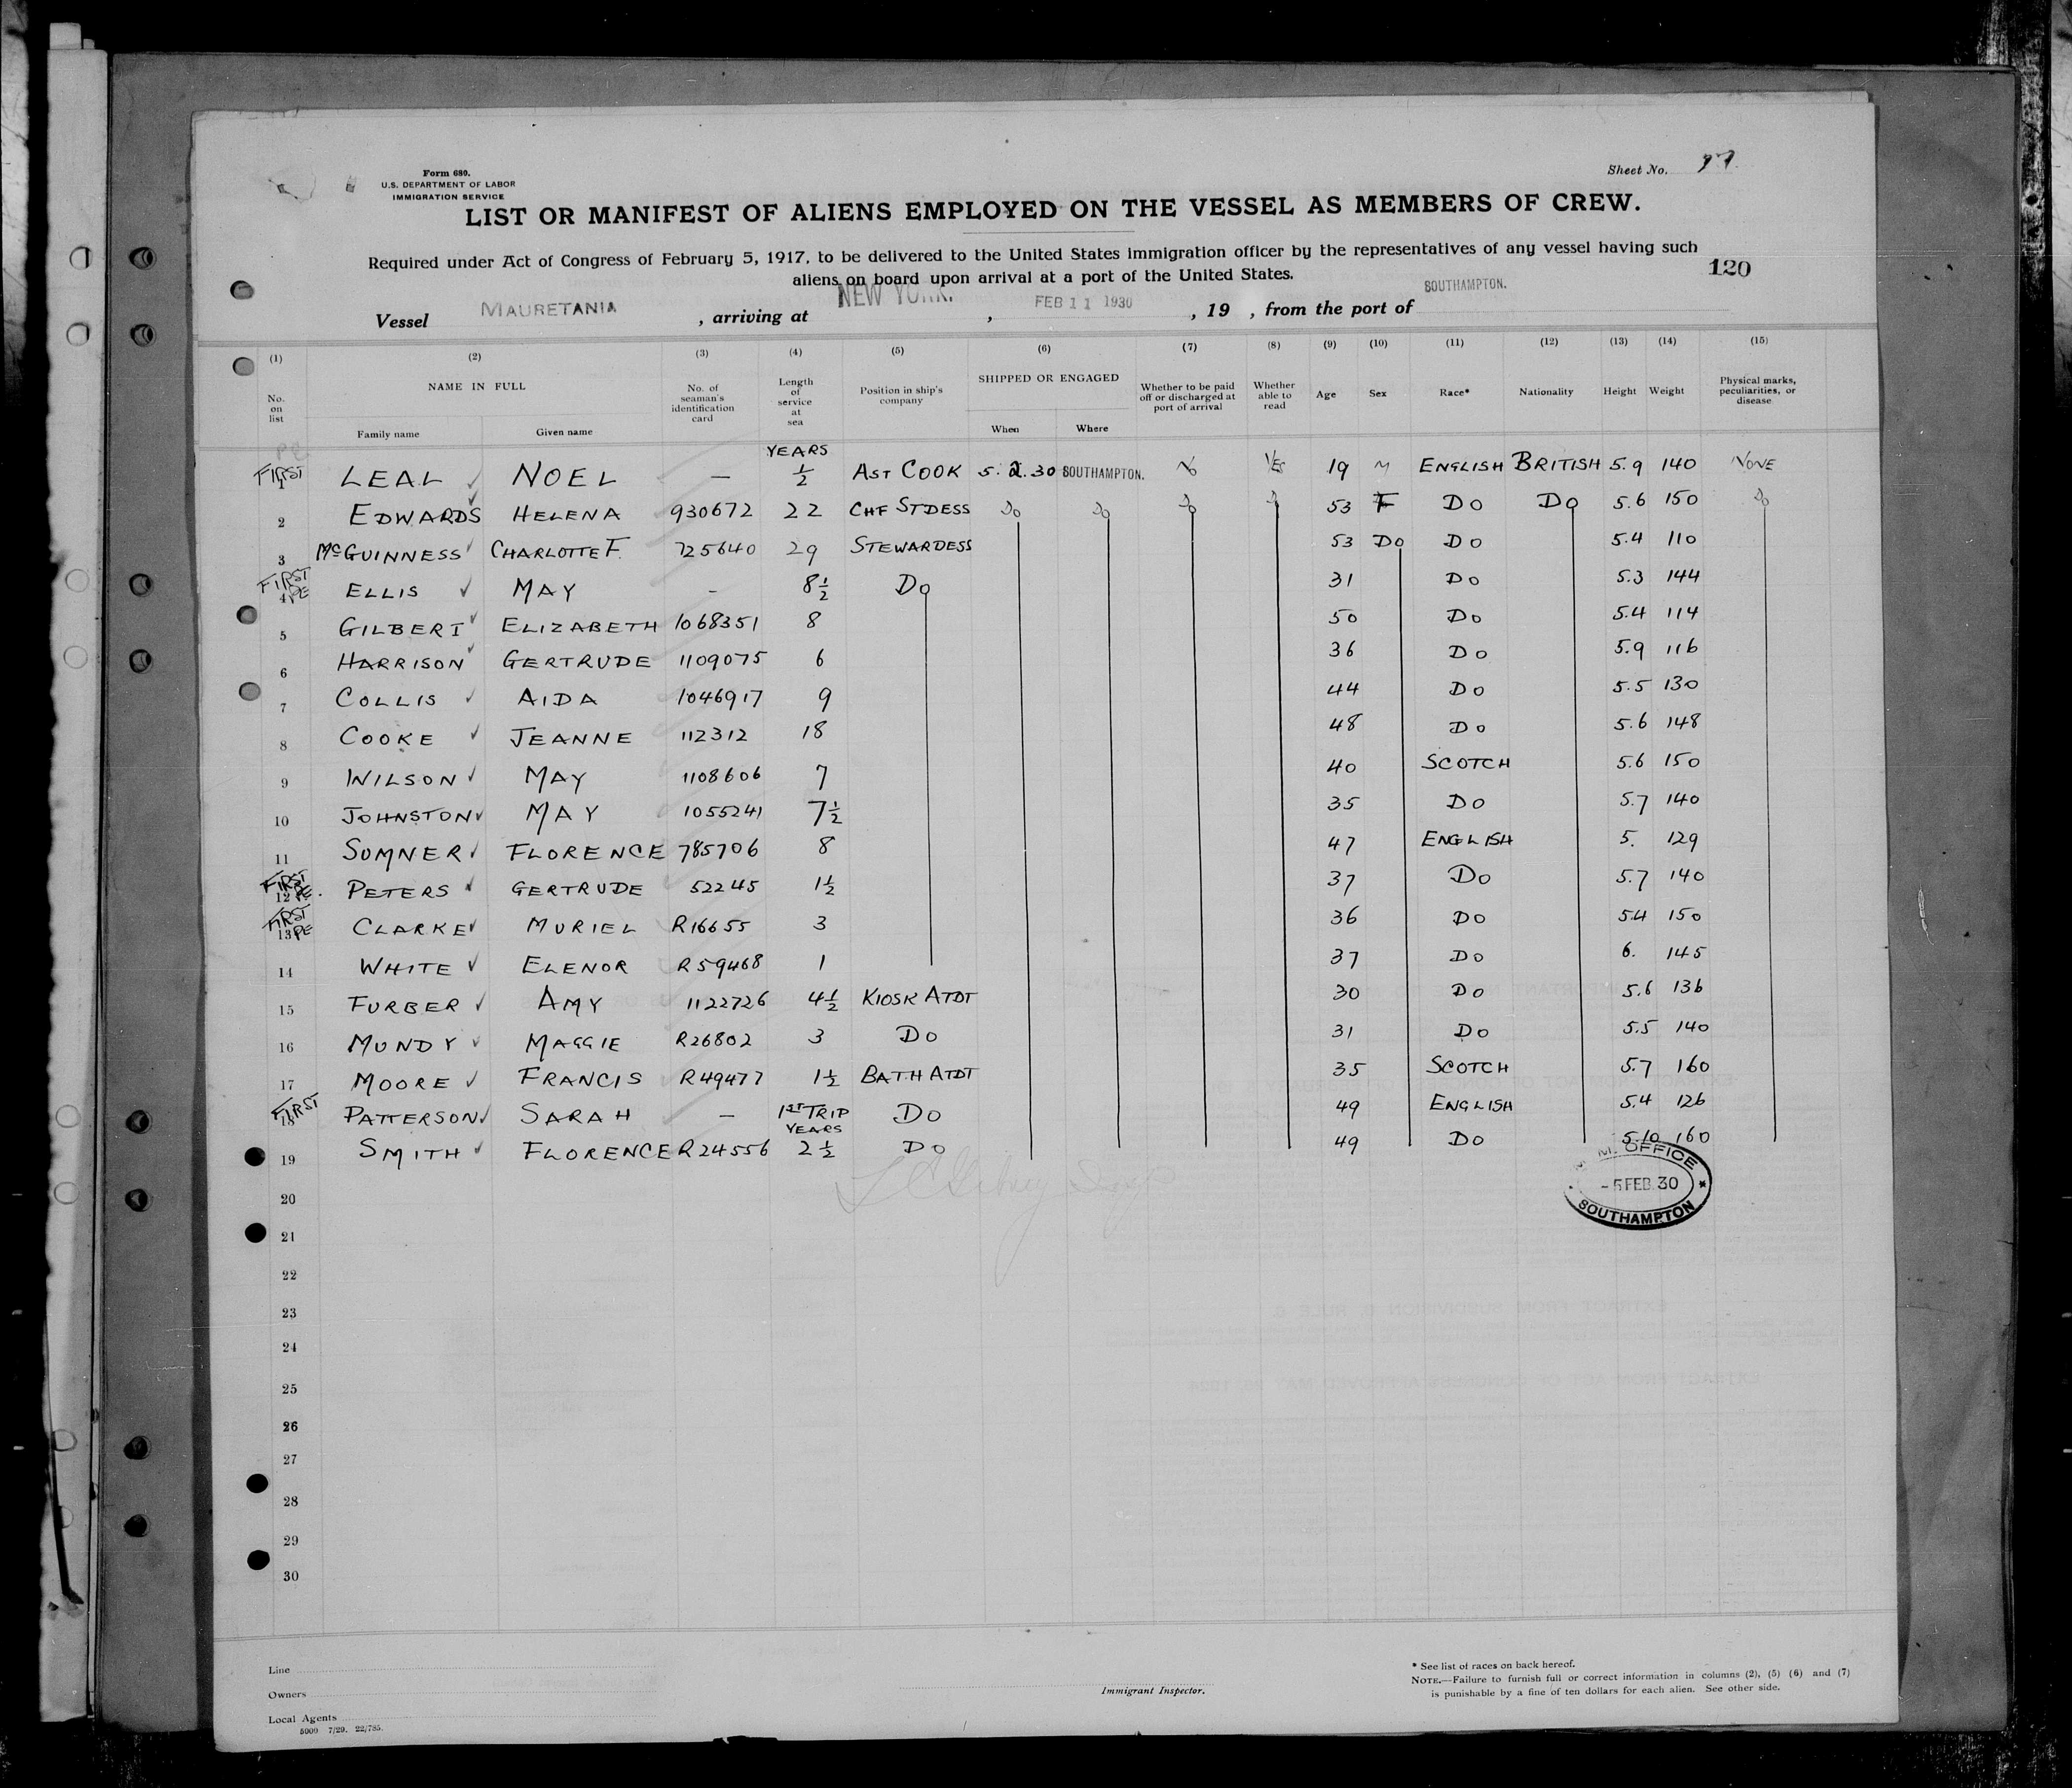 Form 680.
U.S. DEPARTMENT OF LABOR
IMMIGRATION SERVICE
Sheet No.
LIST OR MANIFEST OF ALIENS EMPLOYED ON THE VESSEL AS MEMBERS OF CREW.
Required under Act of Congress of February 5, 1917, to be delivered to the United States immigration officer by the representatives of any vessel having such
aliens on board upon arrival at a port of the United States.
120
Vessel MAURETANIA , arriving at NEW YORK. , FEB 11 1930 , 19 , from the port of SOUTHAMPTON.
(1) (2) (3) (4) (5) (6) (7) (8) (9) (10) (11) (12) (13) (14) (15)
No. on list NAME IN FULL Family name Given name No. of seaman's identification card Length of service at sea Position in ship's company SHIPPED OR ENGAGED When Where Whether to be paid off or discharged at port of arrival Whether able to read Age Sex Race* Nationality Height Weight Physical marks, peculiarities, or disease
YEARS
FIRST 1 LEAL NOEL — ½ AST COOK 5.2.30 SOUTHAMPTON. No YES 19 M ENGLISH BRITISH 5.9 140 NONE
2 EDWARDS HELENA 930672 22 CHF STDESS Do Do Do Do 53 F Do Do 5.6 150 Do
3 McGUINNESS CHARLOTTE F. 725640 29 STEWARDESS 53 Do Do 5.4 110
FIRST PE 4 ELLIS MAY - 8½ Do 31 Do 5.3 144
5 GILBERT ELIZABETH 1068351 8 50 Do 5.4 114
6 HARRISON GERTRUDE 1109075 6 36 Do 5.9 116
7 COLLIS AIDA 1046917 9 44 Do 5.5 130
8 COOKE JEANNE 112312 18 48 Do 5.6 148
9 WILSON MAY 1108606 7 40 SCOTCH 5.6 150
10 JOHNSTON MAY 1055241 7½ 35 Do 5.7 140
11 SUMNER FLORENCE 785706 8 47 ENGLISH 5. 129
FIRST PE. 12 PETERS GERTRUDE 52245 1½ 37 Do 5.7 140
FIRST PE 13 CLARKE MURIEL R16655 3 36 Do 5.4 150
14 WHITE ELENOR R59468 1 37 Do 6. 145
15 FURBER AMY 1122726 4½ KIOSK ATDT 30 Do 5.6 136
16 MUNDY MAGGIE R26802 3 Do 31 Do 5.5 140
17 MOORE FRANCIS R49477 1½ BATH ATDT 35 SCOTCH 5.7 160
FIRST 18 PATTERSON SARAH — 1ST TRIP Do 49 ENGLISH 5.4 126
YEARS
19 SMITH FLORENCE R24556 2½ Do 49 Do 5.10 160
M. OFFICE
- 5 FEB. 30
SOUTHAMPTON
20
21
22
23
24
25
26
27
28
29
30
Line
Owners
Local Agents
5000 7/29. 22/785.
Immigrant Inspector.
* See list of races on back hereof.
NOTE.—Failure to furnish full or correct information in columns (2), (5) (6) and (7)
is punishable by a fine of ten dollars for each alien. See other side.